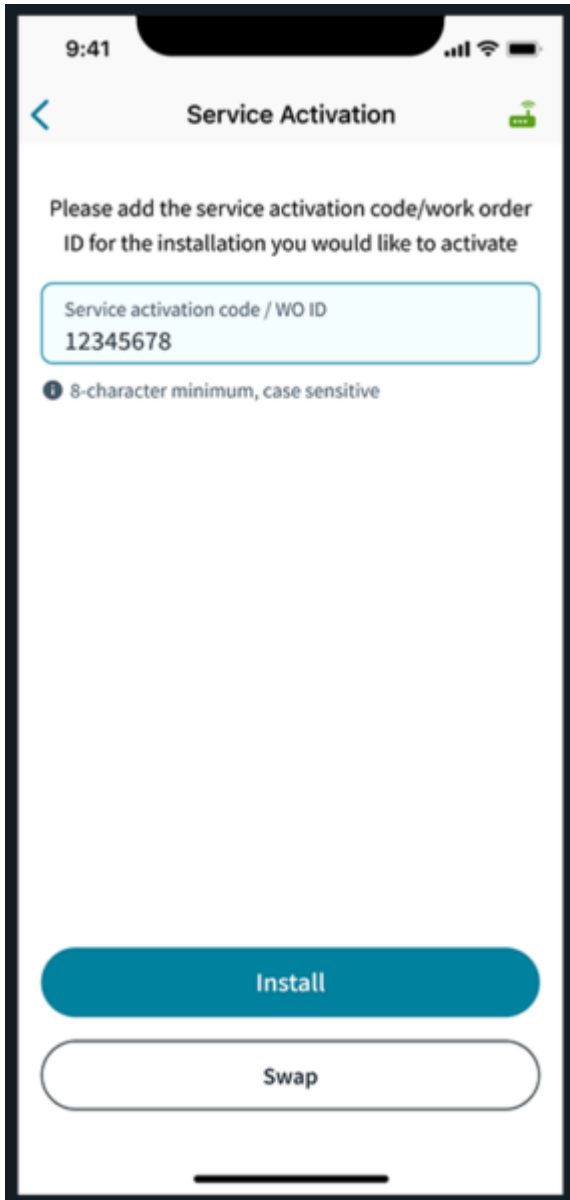 9:41
Service Activation
Please add the service activation code/work order
ID for the installation you would like to activate
Service activation code / WO ID
12345678
8-character minimum, case sensitive
Install
Swap